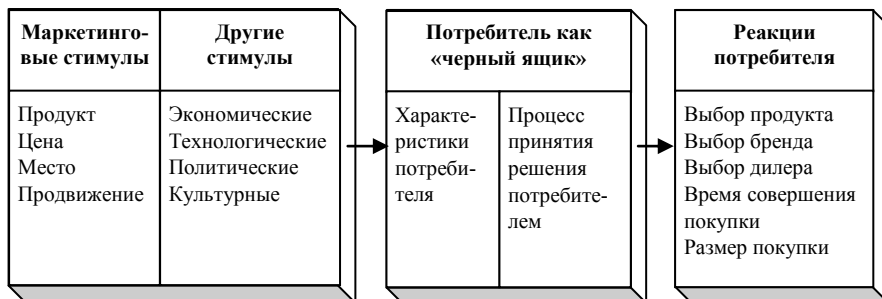 Маркетинго-
вые стимулы
Другие
стимулы
Потребитель как
«черный ящик»
Реакции
потребителя
Продукт
Цена
Место
Продвижение
Экономические
Технологические
Политические
Культурные
Характе-
ристики
потреби-
теля
Процесс
принятия
решения
потребите-
лем
Выбор продукта
Выбор бренда
Выбор дилера
Время совершения
покупки
Размер покупки